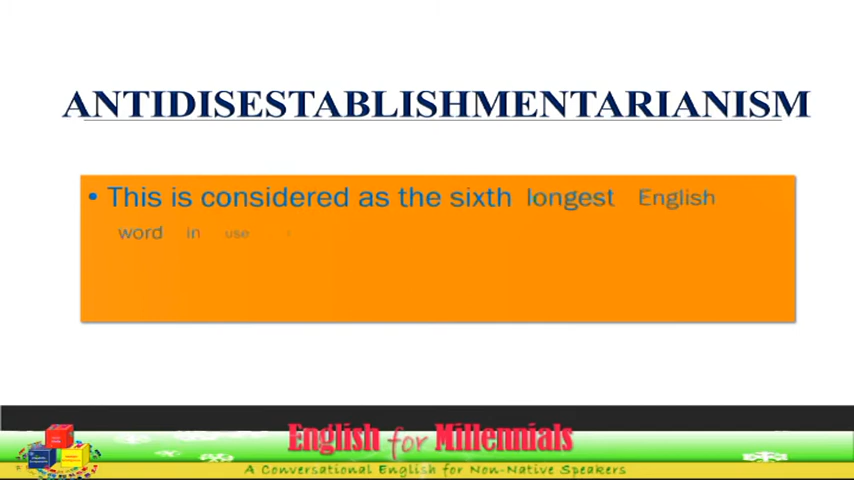 ANTIDISESTABLISHMENTARIANISM
• This is considered as the sixth longest English
word in use
English for Millennials
A Conversational English for Non-Native Speakers